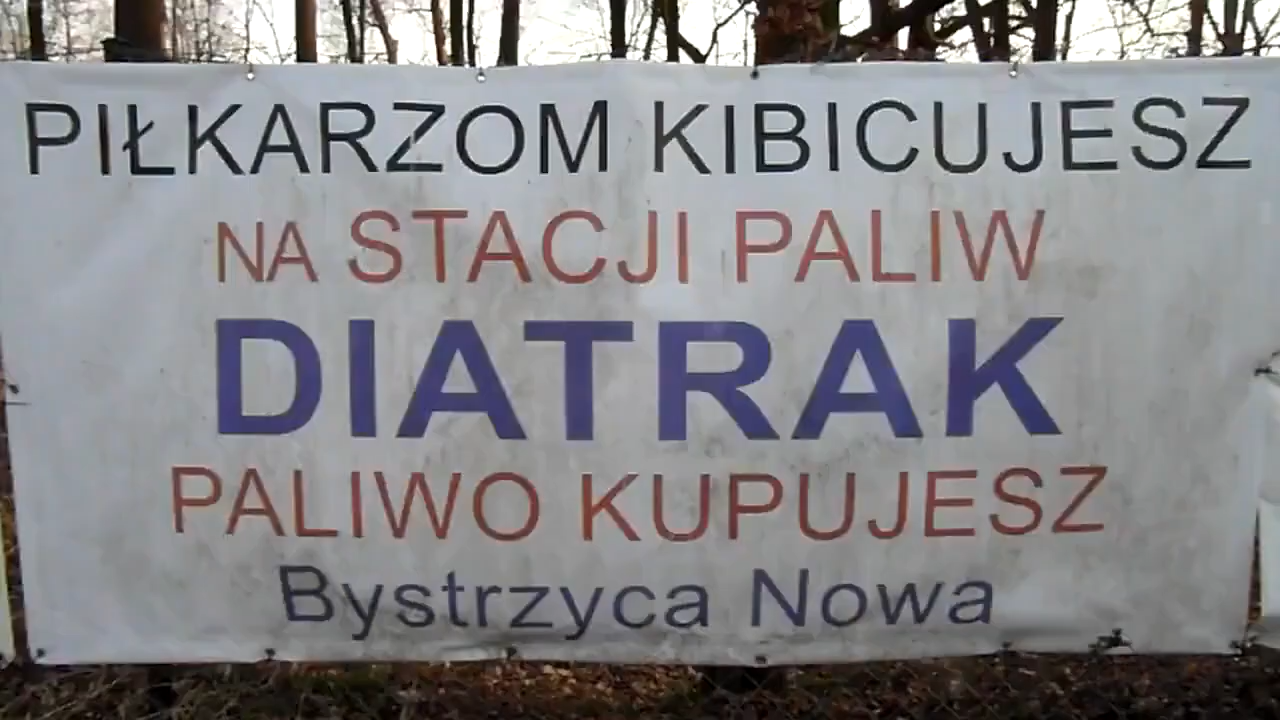 PIŁKARZOM KIBICUJESZ
NA STACJI PALIW
DIATRAK
PALIWO KUPUJESZ
Bystrzyca Nowa